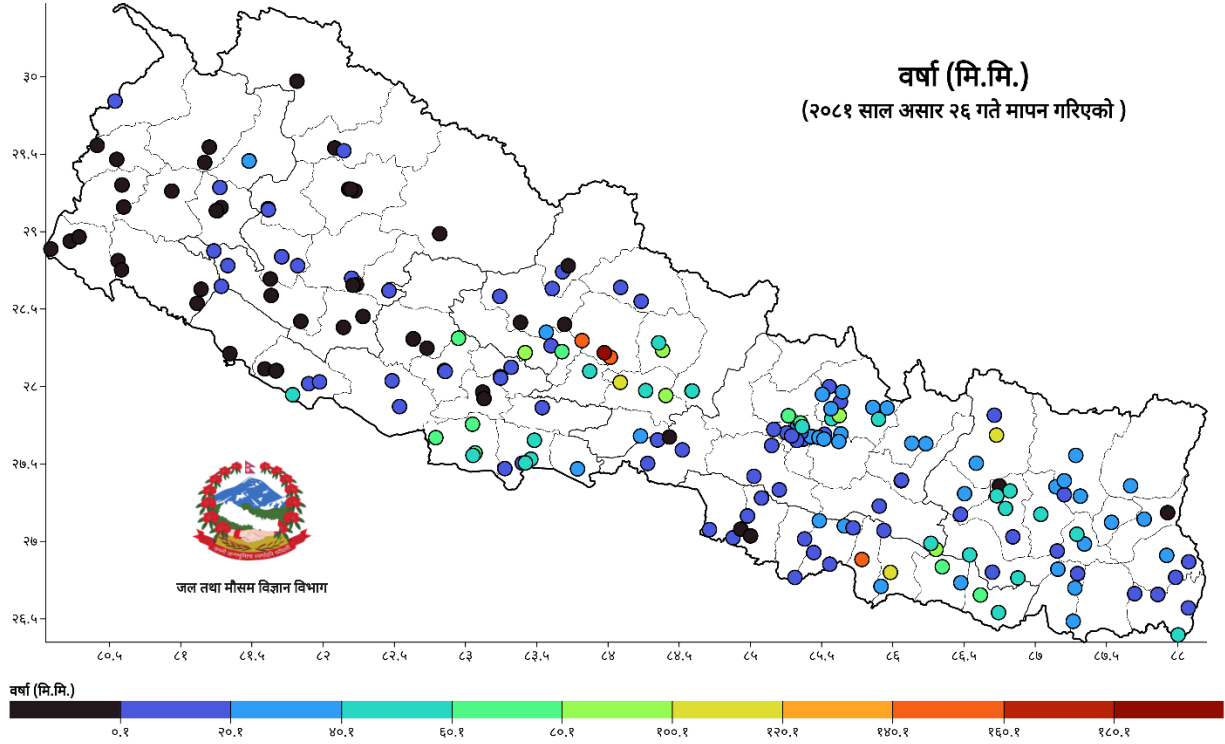 वर्षा (मि.मि.)
(२०८१ साल असार २६ गते मापन गरिएको )
३०
२९.५
२९
२८.५
२८
२७.५
२७
२६.५
जल तथा मौसम विज्ञान विभाग
८०.५ ८१ ८१.५ ८२ ८२.५ ८३ ८३.५ ८४ ८४.५ ८५ ८५.५ ८६ ८६.५ ८७ ८७.५ ८८
वर्षा (मि.मि.)
०.१ २०.१ ४०.१ ६०.१ ८०.१ १००.१ १२०.१ १४०.१ १६०.१ १८०.१